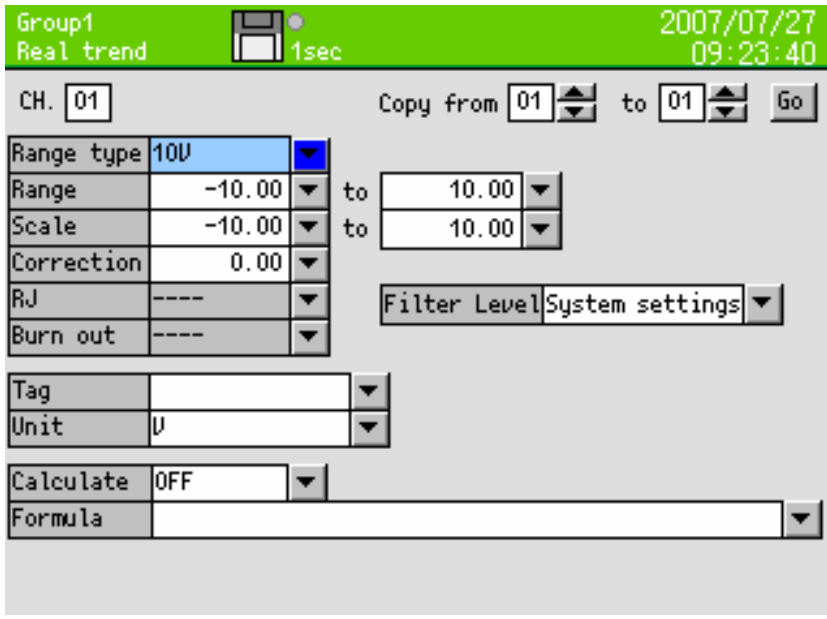 Group1
Real trend
1sec
2007/07/27
09:23:40
CH. 01
Copy from 01 to 01 Go
Range type 10V
Range -10.00 to 10.00
Scale -10.00 to 10.00
Correction 0.00
RJ ----
Filter Level System settings
Burn out ----
Tag
Unit V
Calculate OFF
Formula